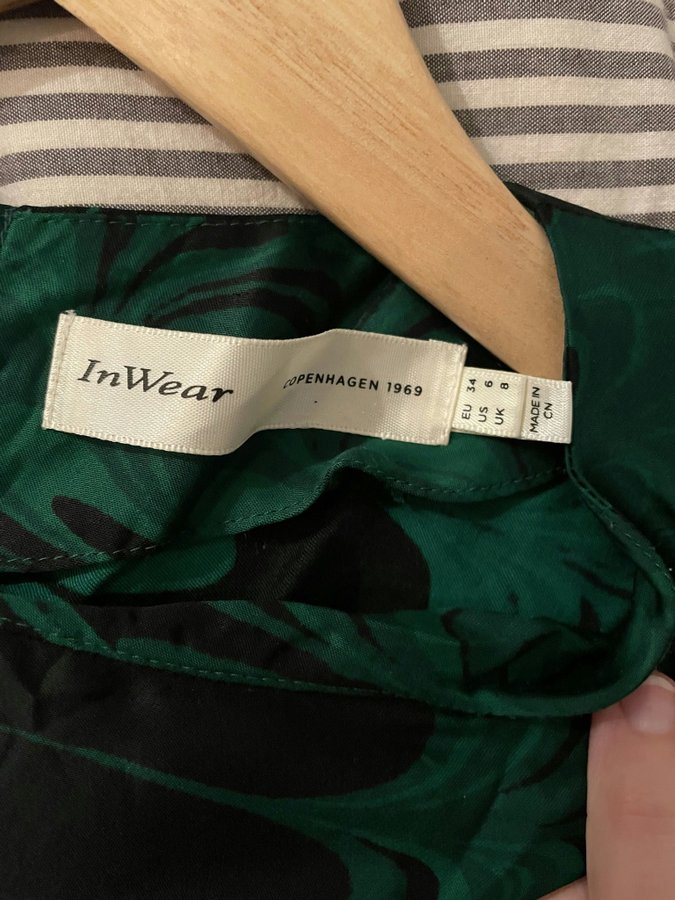 InWear
COPENHAGEN 1969
EU 34
US 6
UK 8
MADE IN
CN